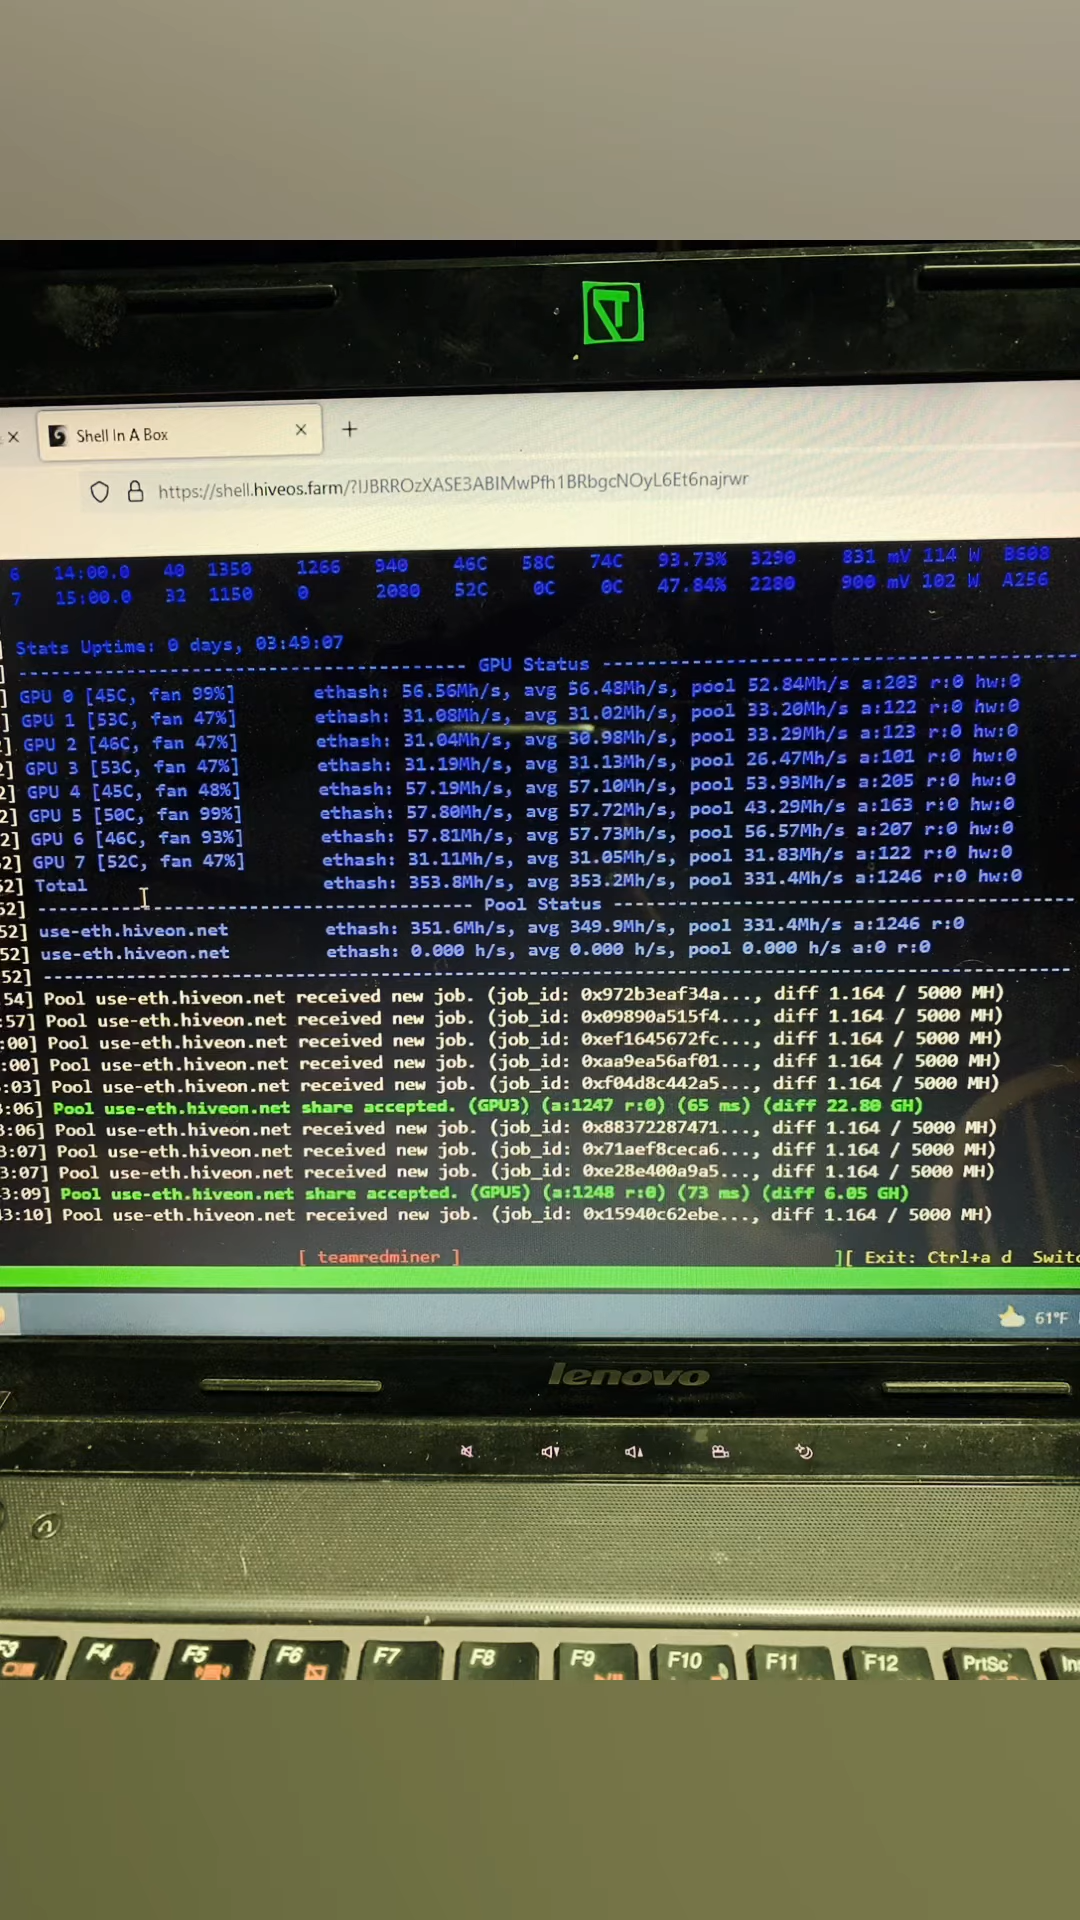 Shell In A Box
https://shell.hiveos.farm/?IJBRROzXASE3ABIMwPfh1BRbgcNOyL6Et6najrwr
6 14:00.0 40 1350 1266 940 46C 58C 74C 93.73% 3290 831 mV 114 W B608
7 15:00.0 32 1150 0 2080 52C 0C 0C 47.84% 2280 900 mV 102 W A256
] Stats Uptime: 0 days, 03:49:07
] ----------------------------------------- GPU Status -----------------------------------------
] GPU 0 [45C, fan 99%] ethash: 56.56Mh/s, avg 56.48Mh/s, pool 52.84Mh/s a:203 r:0 hw:0
] GPU 1 [53C, fan 47%] ethash: 31.08Mh/s, avg 31.02Mh/s, pool 33.20Mh/s a:122 r:0 hw:0
2] GPU 2 [46C, fan 47%] ethash: 31.04Mh/s, avg 30.98Mh/s, pool 33.29Mh/s a:123 r:0 hw:0
2] GPU 3 [53C, fan 47%] ethash: 31.19Mh/s, avg 31.13Mh/s, pool 26.47Mh/s a:101 r:0 hw:0
2] GPU 4 [45C, fan 48%] ethash: 57.19Mh/s, avg 57.10Mh/s, pool 53.93Mh/s a:205 r:0 hw:0
2] GPU 5 [50C, fan 99%] ethash: 57.80Mh/s, avg 57.72Mh/s, pool 43.29Mh/s a:163 r:0 hw:0
52] GPU 6 [46C, fan 93%] ethash: 57.81Mh/s, avg 57.73Mh/s, pool 56.57Mh/s a:207 r:0 hw:0
52] GPU 7 [52C, fan 47%] ethash: 31.11Mh/s, avg 31.05Mh/s, pool 31.83Mh/s a:122 r:0 hw:0
52] Total ethash: 353.8Mh/s, avg 353.2Mh/s, pool 331.4Mh/s a:1246 r:0 hw:0
52] ----------------------------------------- Pool Status -----------------------------------------
52] use-eth.hiveon.net ethash: 351.6Mh/s, avg 349.9Mh/s, pool 331.4Mh/s a:1246 r:0
52] use-eth.hiveon.net ethash: 0.000 h/s, avg 0.000 h/s, pool 0.000 h/s a:0 r:0
52] ------------------------------------------------------------------------------------------
54] Pool use-eth.hiveon.net received new job. (job_id: 0x972b3eaf34a..., diff 1.164 / 5000 MH)
:57] Pool use-eth.hiveon.net received new job. (job_id: 0x09890a515f4..., diff 1.164 / 5000 MH)
:00] Pool use-eth.hiveon.net received new job. (job_id: 0xef1645672fc..., diff 1.164 / 5000 MH)
:00] Pool use-eth.hiveon.net received new job. (job_id: 0xaa9ea56af01..., diff 1.164 / 5000 MH)
:03] Pool use-eth.hiveon.net received new job. (job_id: 0xf04d8c442a5..., diff 1.164 / 5000 MH)
3:06] Pool use-eth.hiveon.net share accepted. (GPU3) (a:1247 r:0) (65 ms) (diff 22.80 GH)
3:06] Pool use-eth.hiveon.net received new job. (job_id: 0x88372287471..., diff 1.164 / 5000 MH)
3:07] Pool use-eth.hiveon.net received new job. (job_id: 0x71aef8ceca6..., diff 1.164 / 5000 MH)
3:07] Pool use-eth.hiveon.net received new job. (job_id: 0xe28e400a9a5..., diff 1.164 / 5000 MH)
43:09] Pool use-eth.hiveon.net share accepted. (GPU5) (a:1248 r:0) (73 ms) (diff 6.05 GH)
43:10] Pool use-eth.hiveon.net received new job. (job_id: 0x15940c62ebe..., diff 1.164 / 5000 MH)
[ teamredminer ] ][ Exit: Ctrl+a d Switc
61°F
lenovo
F3 F4 F5 F6 F7 F8 F9 F10 F11 F12 PrtSc Ins